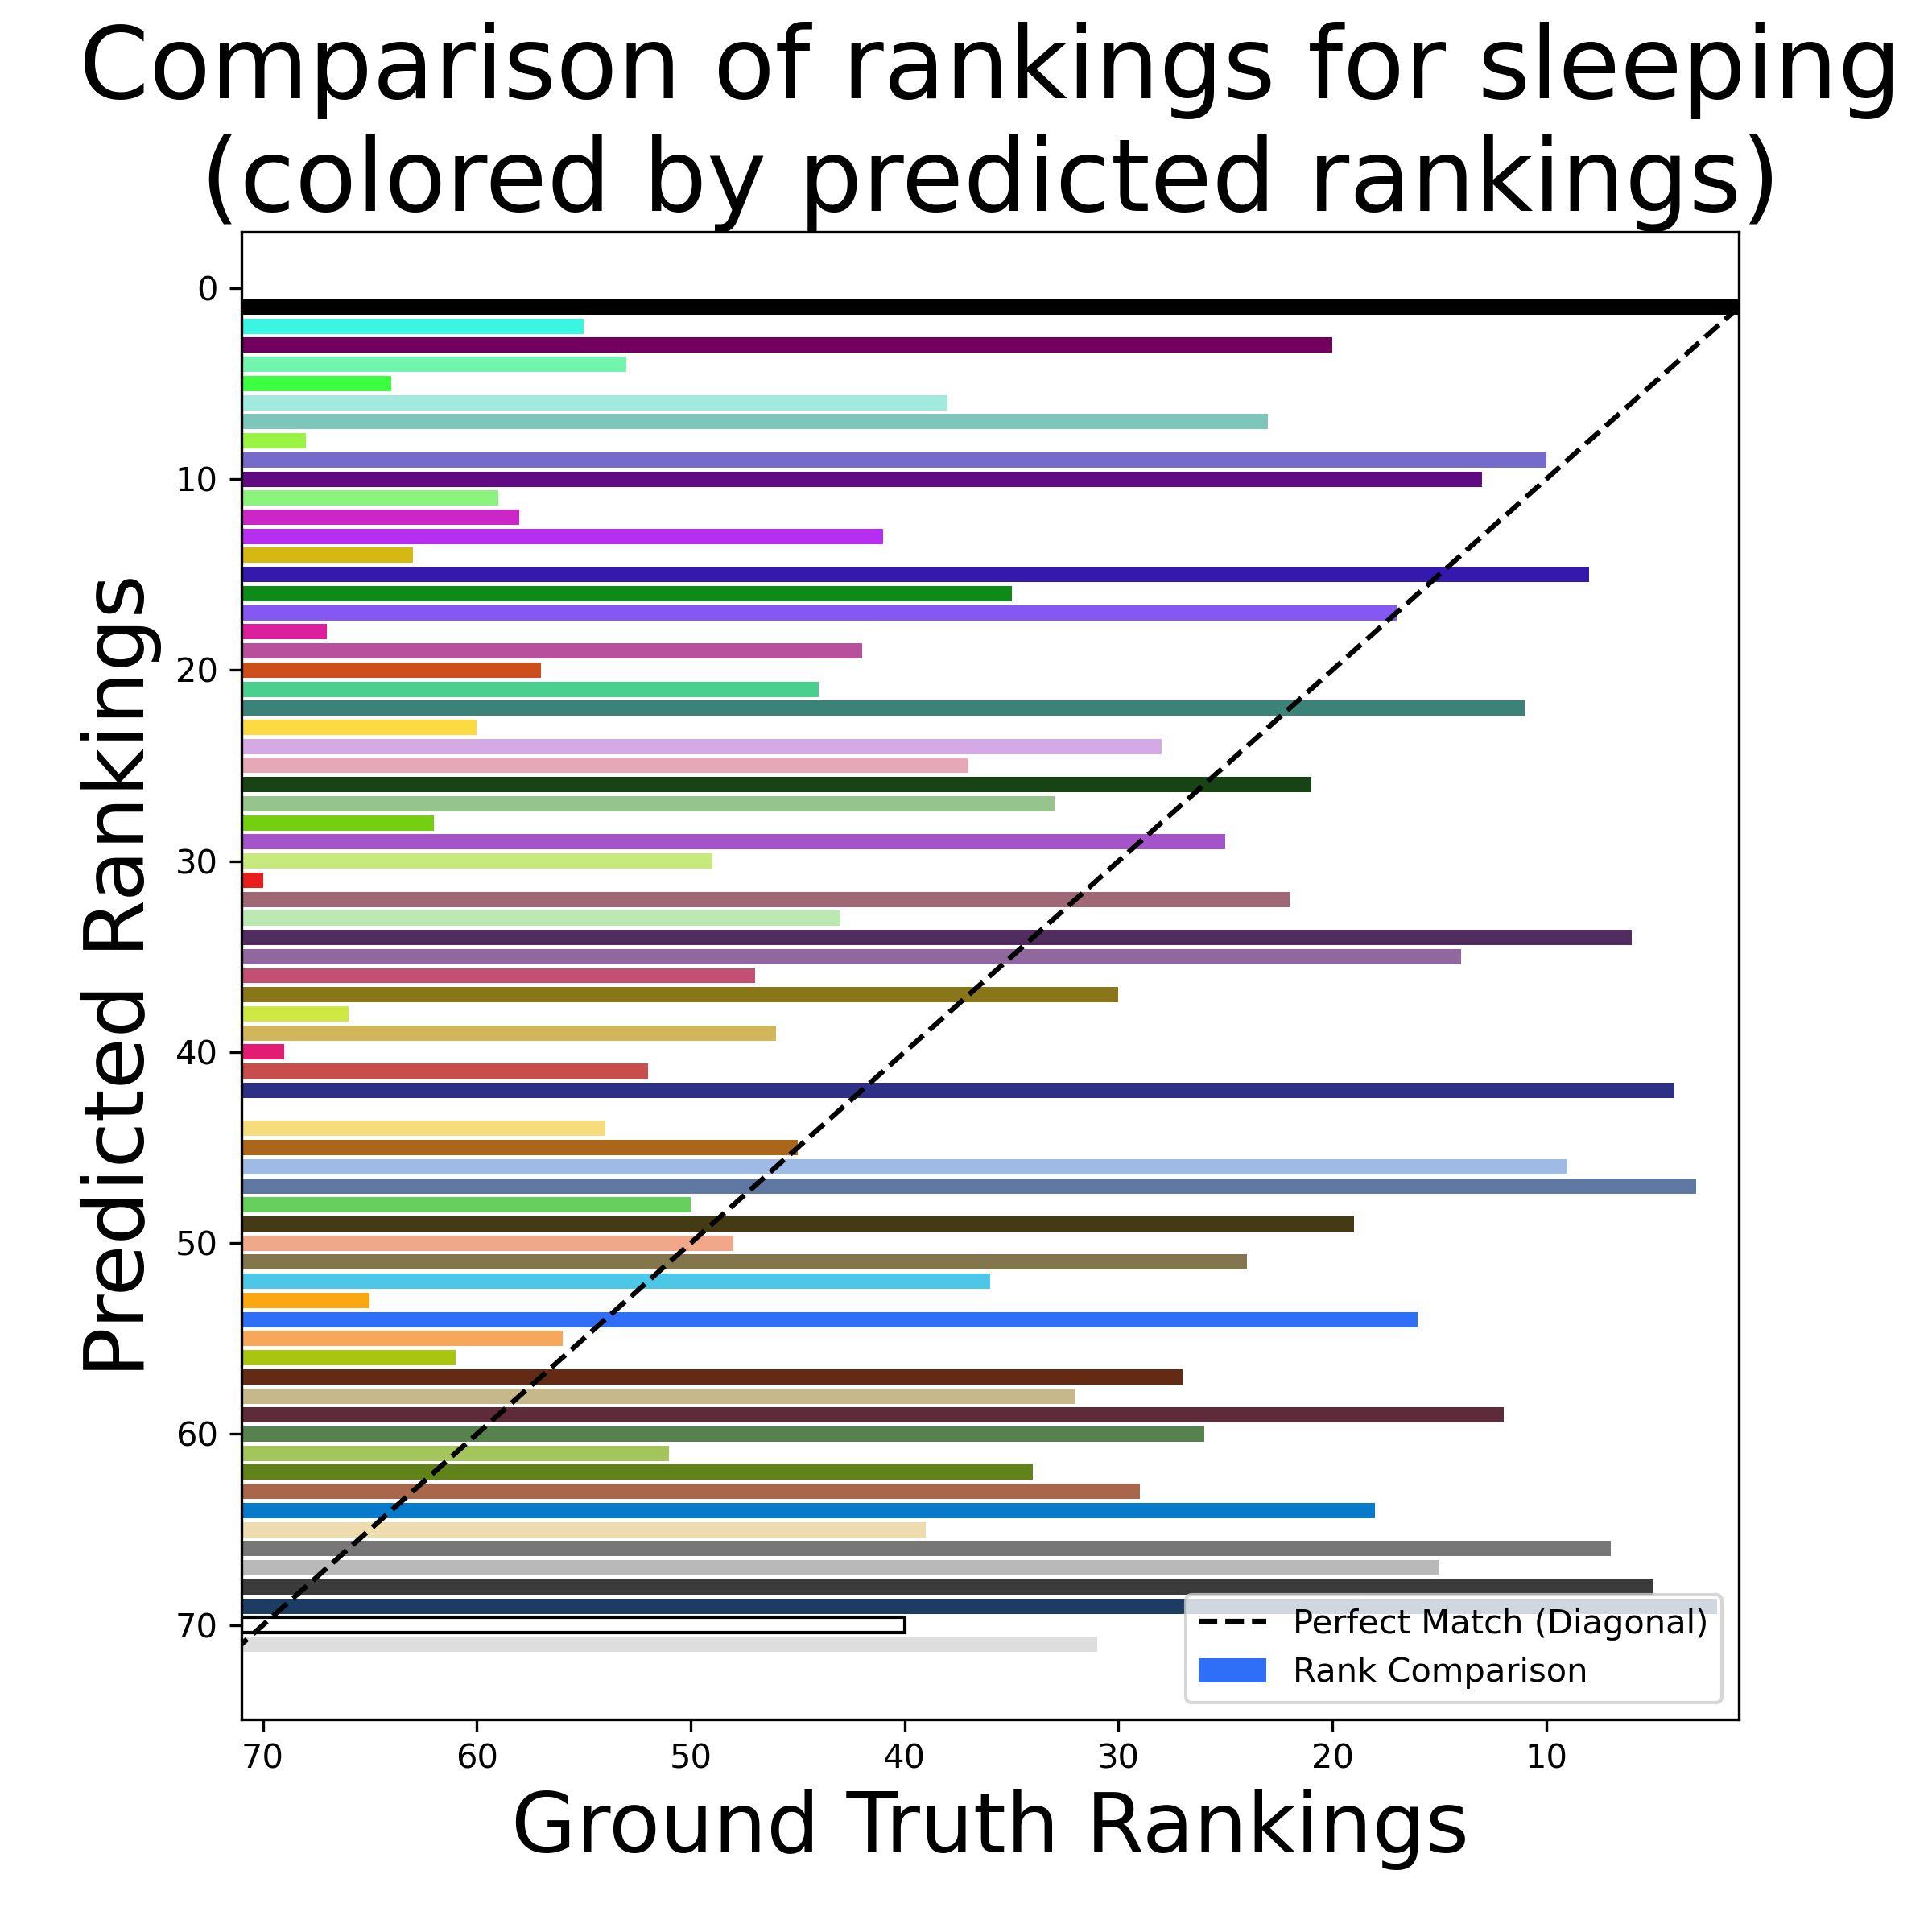 Comparison of rankings for sleeping
(colored by predicted rankings)
Predicted Rankings
0
10
20
30
40
50
60
70
Perfect Match (Diagonal)
Rank Comparison
70 60 50 40 30 20 10
Ground Truth Rankings